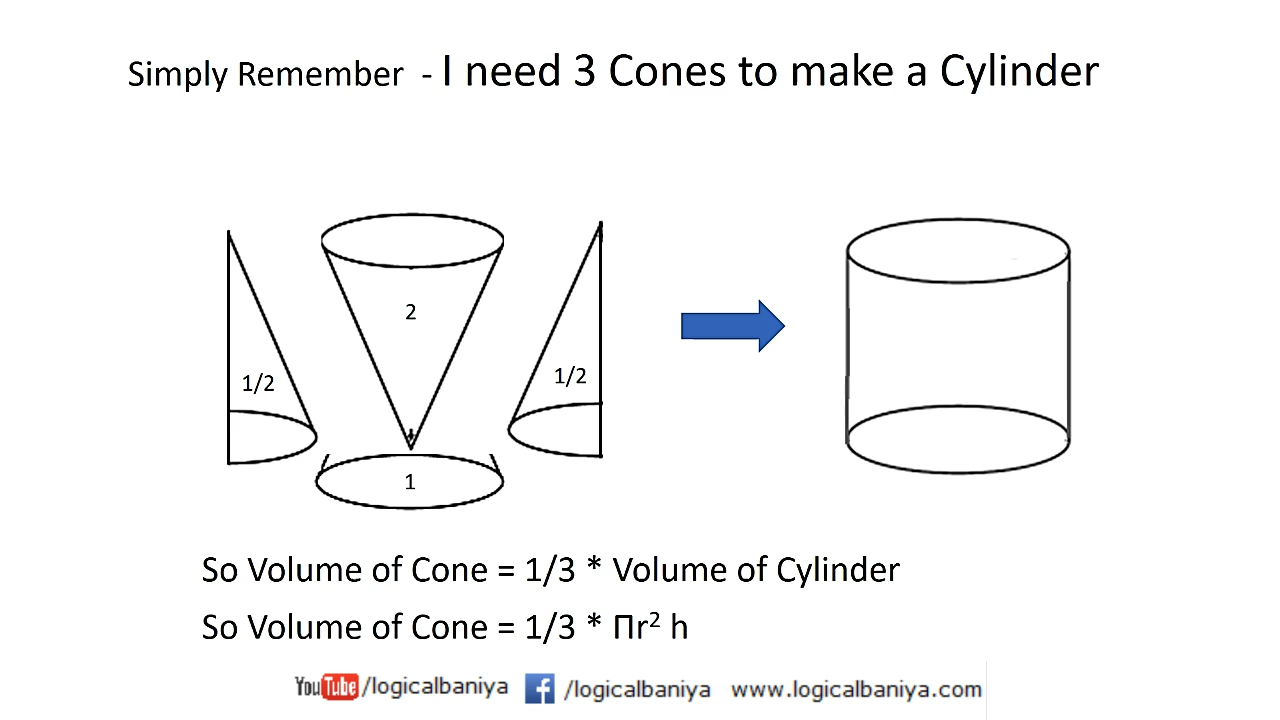 Simply Remember - I need 3 Cones to make a Cylinder
2
1/2
1/2
1
So Volume of Cone = 1/3 * Volume of Cylinder
So Volume of Cone = 1/3 * Πr² h
YouTube/logicalbaniya f /logicalbaniya www.logicalbaniya.com